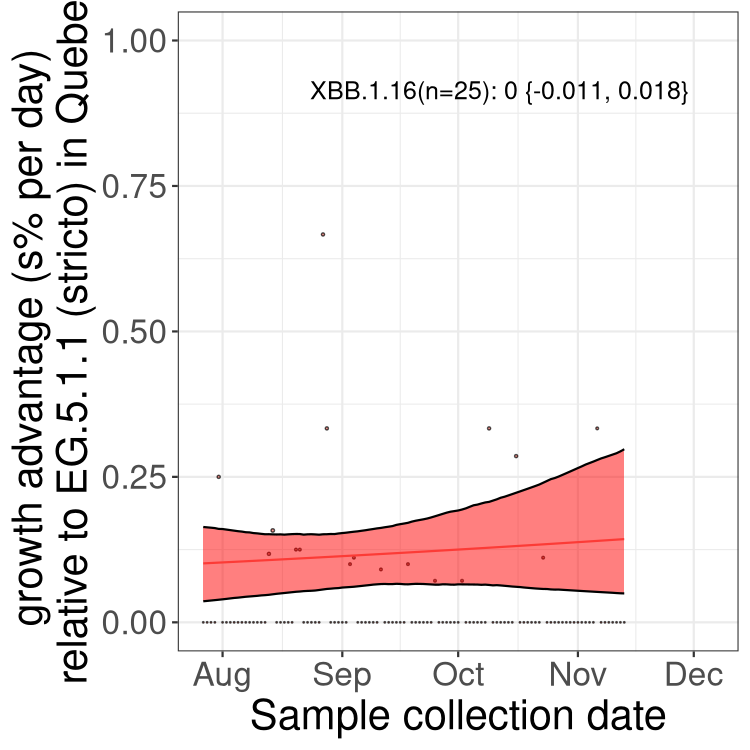 growth advantage (s% per day)
relative to EG.5.1.1 (stricto) in Quebe
1.00
0.75
0.50
0.25
0.00
XBB.1.16(n=25): 0 {-0.011, 0.018}
Aug Sep Oct Nov Dec
Sample collection date